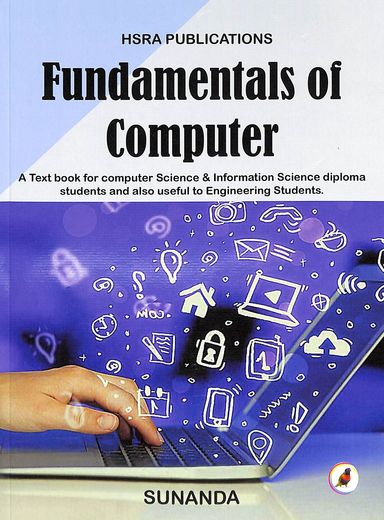 HSRA PUBLICATIONS
Fundamentals of
Computer
A Text book for computer Science & Information Science diploma
students and also useful to Engineering Students.
.COM
SUNANDA